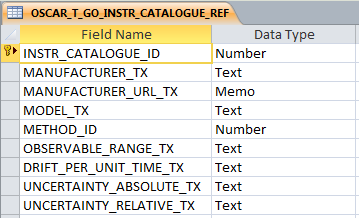 OSCAR_T_GO_INSTR_CATALOGUE_REF
Field Name Data Type
INSTR_CATALOGUE_ID Number
MANUFACTURER_TX Text
MANUFACTURER_URL_TX Memo
MODEL_TX Text
METHOD_ID Number
OBSERVABLE_RANGE_TX Text
DRIFT_PER_UNIT_TIME_TX Text
UNCERTAINTY_ABSOLUTE_TX Text
UNCERTAINTY_RELATIVE_TX Text